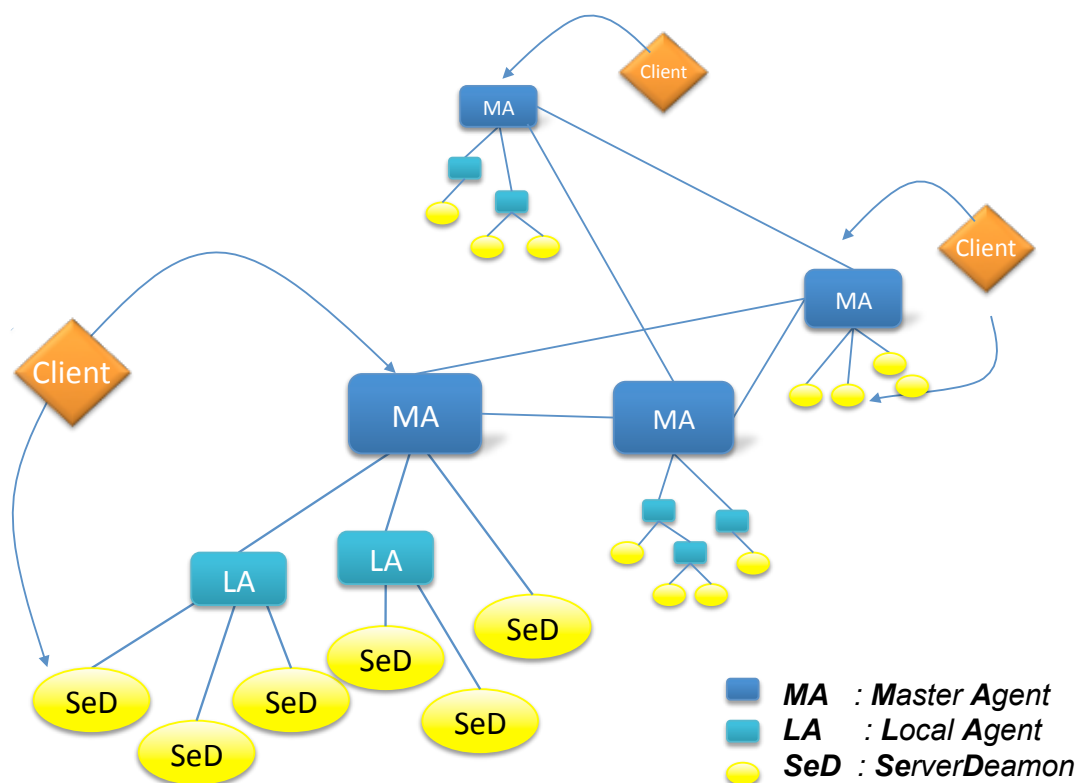 Client
MA
Client
MA
Client
MA
MA
LA
LA
SeD
SeD
SeD
SeD
SeD
SeD
MA : Master Agent
LA : Local Agent
SeD : ServerDeamon